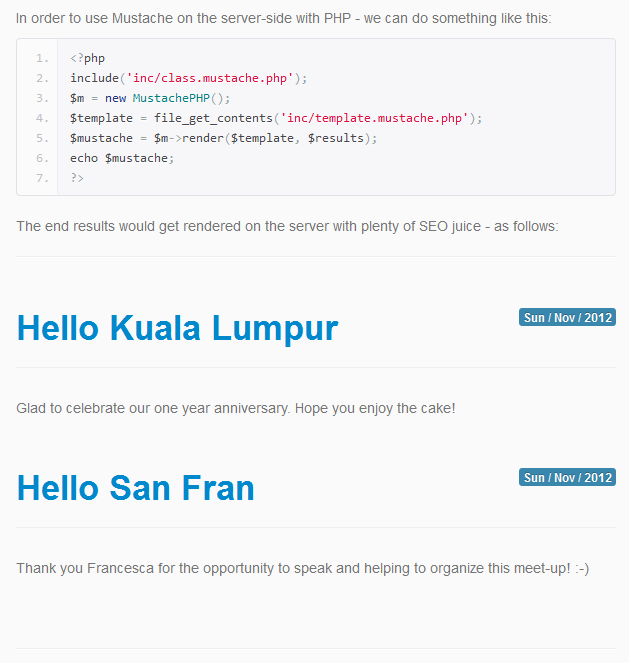 In order to use Mustache on the server-side with PHP - we can do something like this:
1. <?php
2. include('inc/class.mustache.php');
3. $m = new MustachePHP();
4. $template = file_get_contents('inc/template.mustache.php');
5. $mustache = $m->render($template, $results);
6. echo $mustache;
7. ?>
The end results would get rendered on the server with plenty of SEO juice - as follows:
Hello Kuala Lumpur
Sun / Nov / 2012
Glad to celebrate our one year anniversary. Hope you enjoy the cake!
Hello San Fran
Sun / Nov / 2012
Thank you Francesca for the opportunity to speak and helping to organize this meet-up! :-)